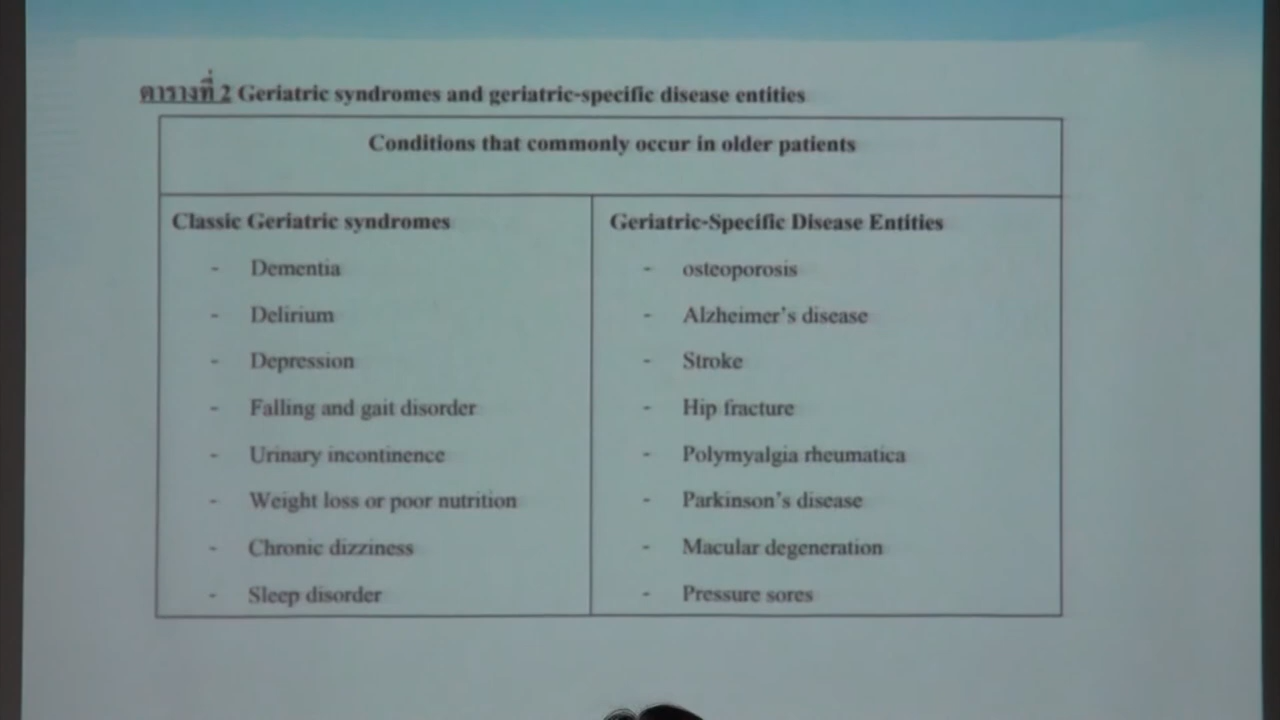 ตารางที่ 2 Geriatric syndromes and geriatric-specific disease entities
Conditions that commonly occur in older patients
Classic Geriatric syndromes
- Dementia
- Delirium
- Depression
- Falling and gait disorder
- Urinary incontinence
- Weight loss or poor nutrition
- Chronic dizziness
- Sleep disorder
Geriatric-Specific Disease Entities
- osteoporosis
- Alzheimer's disease
- Stroke
- Hip fracture
- Polymyalgia rheumatica
- Parkinson's disease
- Macular degeneration
- Pressure sores